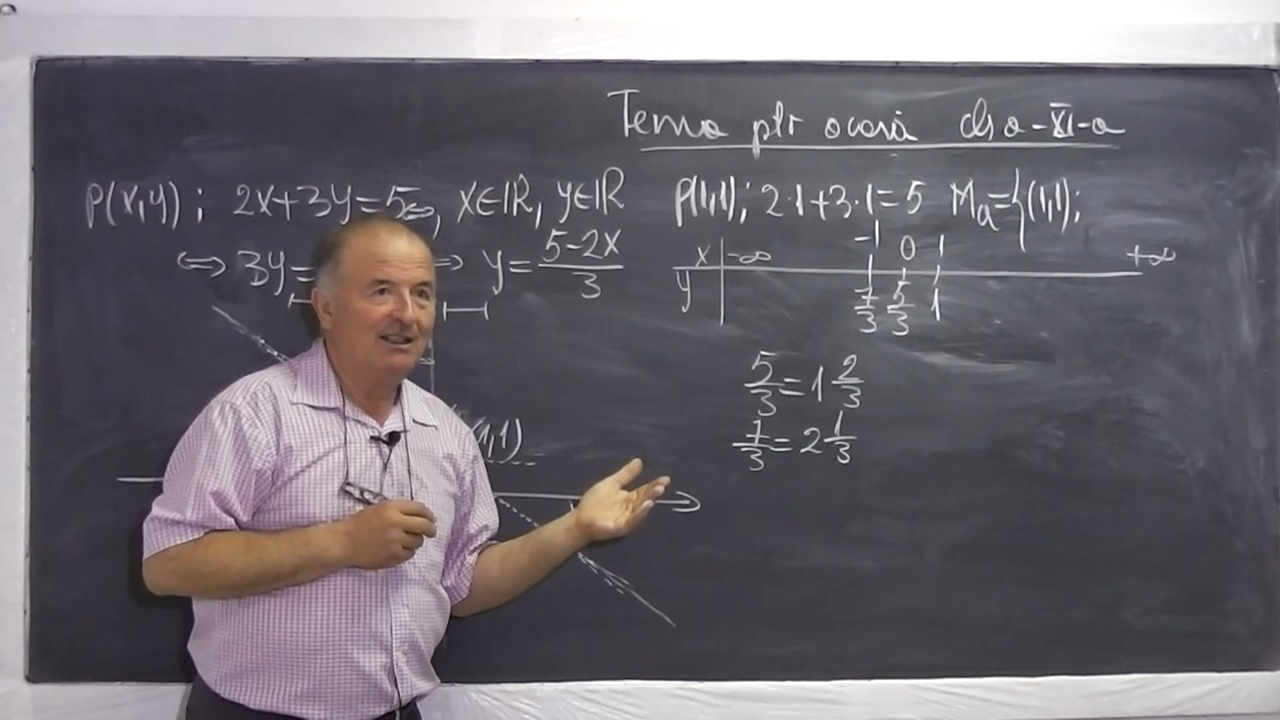 Tema ptr acasă cls a-XI-a
P(x,y) ; 2x+3y=5, x∈ℝ, y∈ℝ
⇔ 3y= ⇔ y=(5-2x)/3
(1,1)
P(1,1); 2·1+3·1=5 Mₐ={(1,1);
x | -∞ -1 0 1 +∞
y | 7/3 5/3 1
5/3=1 2/3
7/3=2 1/3